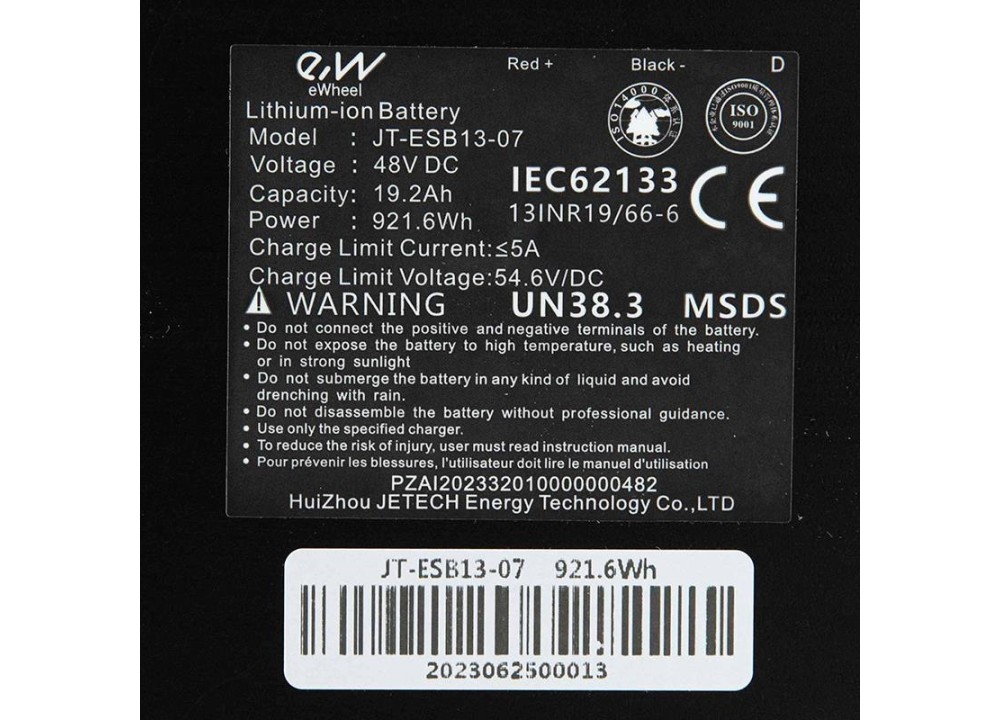 eW
eWheel
Red + Black - D
Lithium-ion Battery
Model : JT-ESB13-07
Voltage : 48V DC
Capacity: 19.2Ah
Power : 921.6Wh
ISO14000
ISO
9001
IEC62133
13INR19/66-6
CE
Charge Limit Current:≤5A
Charge Limit Voltage:54.6V/DC
WARNING UN38.3 MSDS
• Do not connect the positive and negative terminals of the battery.
• Do not expose the battery to high temperature, such as heating
or in strong sunlight
• Do not submerge the battery in any kind of liquid and avoid
drenching with rain.
• Do not disassemble the battery without professional guidance.
• Use only the specified charger.
• To reduce the risk of injury, user must read instruction manual.
• Pour prévenir les blessures, l'utilisateur doit lire le manuel d'utilisation
PZAI202332010000000482
HuiZhou JETECH Energy Technology Co.,LTD
JT-ESB13-07 921.6Wh
2023062500013